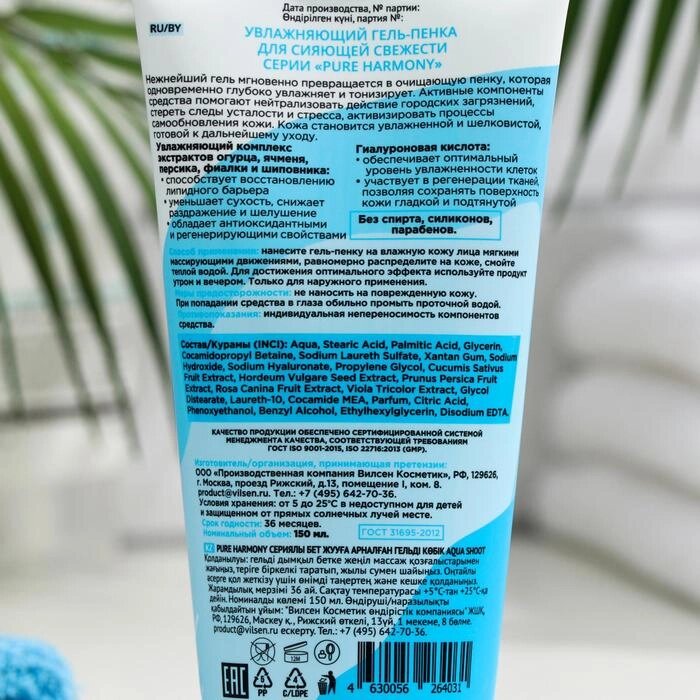 Дата производства, № партии:
Өндірілген күні, партия №:
RU/BY
УВЛАЖНЯЮЩИЙ ГЕЛЬ-ПЕНКА
ДЛЯ СИЯЮЩЕЙ СВЕЖЕСТИ
СЕРИИ «PURE HARMONY»
Нежнейший гель мгновенно превращается в очищающую пенку, которая
одновременно глубоко увлажняет и тонизирует. Активные компоненты
средства помогают нейтрализовать действие городских загрязнений,
стереть следы усталости и стресса, активизировать процессы
самообновления кожи. Кожа становится увлажненной и шелковистой,
готовой к дальнейшему уходу.
Увлажняющий комплекс
экстрактов огурца, ячменя,
персика, фиалки и шиповника:
• способствует восстановлению
липидного барьера
• уменьшает сухость, снижает
раздражение и шелушение
• обладает антиоксидантными
и регенерирующими свойствами
Гиалуроновая кислота:
• обеспечивает оптимальный
уровень увлажненности клеток
• участвует в регенерации тканей,
позволяя сохранять поверхность
кожи гладкой и подтянутой
Без спирта, силиконов,
парабенов.
Способ применения: нанесите гель-пенку на влажную кожу лица мягкими
массирующими движениями, равномерно распределите на коже, смойте
теплой водой. Для достижения оптимального эффекта используйте продукт
утром и вечером. Только для наружного применения.
Меры предосторожности: не наносить на поврежденную кожу.
При попадании средства в глаза обильно промыть проточной водой.
Противопоказания: индивидуальная непереносимость компонентов
средства.
Состав/Құрамы (INCI): Aqua, Stearic Acid, Palmitic Acid, Glycerin,
Cocamidopropyl Betaine, Sodium Laureth Sulfate, Xantan Gum, Sodium
Hydroxide, Sodium Hyaluronate, Propylene Glycol, Cucumis Sativus
Fruit Extract, Hordeum Vulgare Seed Extract, Prunus Persica Fruit
Extract, Rosa Canina Fruit Extract, Viola Tricolor Extract, Glycol
Distearate, Laureth-10, Cocamide MEA, Parfum, Citric Acid,
Phenoxyethanol, Benzyl Alcohol, Ethylhexylglycerin, Disodium EDTA.
КАЧЕСТВО ПРОДУКЦИИ ОБЕСПЕЧЕНО СЕРТИФИЦИРОВАННОЙ СИСТЕМОЙ
МЕНЕДЖМЕНТА КАЧЕСТВА, СООТВЕТСТВУЮЩЕЙ ТРЕБОВАНИЯМ
ГОСТ ISO 9001-2015, ISO 22716:2013 (GMP).
Изготовитель/организация, принимающая претензии:
ООО «Производственная компания Вилсен Косметик», РФ, 129626,
г. Москва, проезд Рижский, д.13, помещение I, ком. 8.
product@vilsen.ru Тел.: +7 (495) 642-70-36.
Условия хранения: от 5 до 25°С в недоступном для детей
и защищенном от прямых солнечных лучей месте.
Срок годности: 36 месяцев.
Номинальный объем: 150 мл.
ГОСТ 31695-2012
KZ PURE HARMONY СЕРИЯЛЫ БЕТ ЖУУҒА АРНАЛҒАН ГЕЛЬДІ КӨБІК AQUA SHOOT
Қолданылуы: гельді дымқыл бетке жеңіл массаж қозғалыстарымен
жағыңыз, теріге біркелкі таратып, жылы сумен шайыңыз. Оңтайлы
әсерге қол жеткізу үшін өнімді таңертең және кешке қолданыңыз.
Жарамдылық мерзімі 36 ай. Сақтау температурасы +5°С-тан +25°С-қа
дейін. Номиналды көлемі 150 мл. Өндіруші/наразылықты
қабылдайтын ұйым: "Вилсен Косметик өндірістік компаниясы" ЖШҚ,
РФ, 129626, Маскеу қ., Рижский өткелі, 13үй, 1 мекеме, 8 бөлме.
product@vilsen.ru ескерту. Тел.: +7 (495) 642-70-36.
EAC
5
PP
4
C/LDPE
12M
4 630056 264031